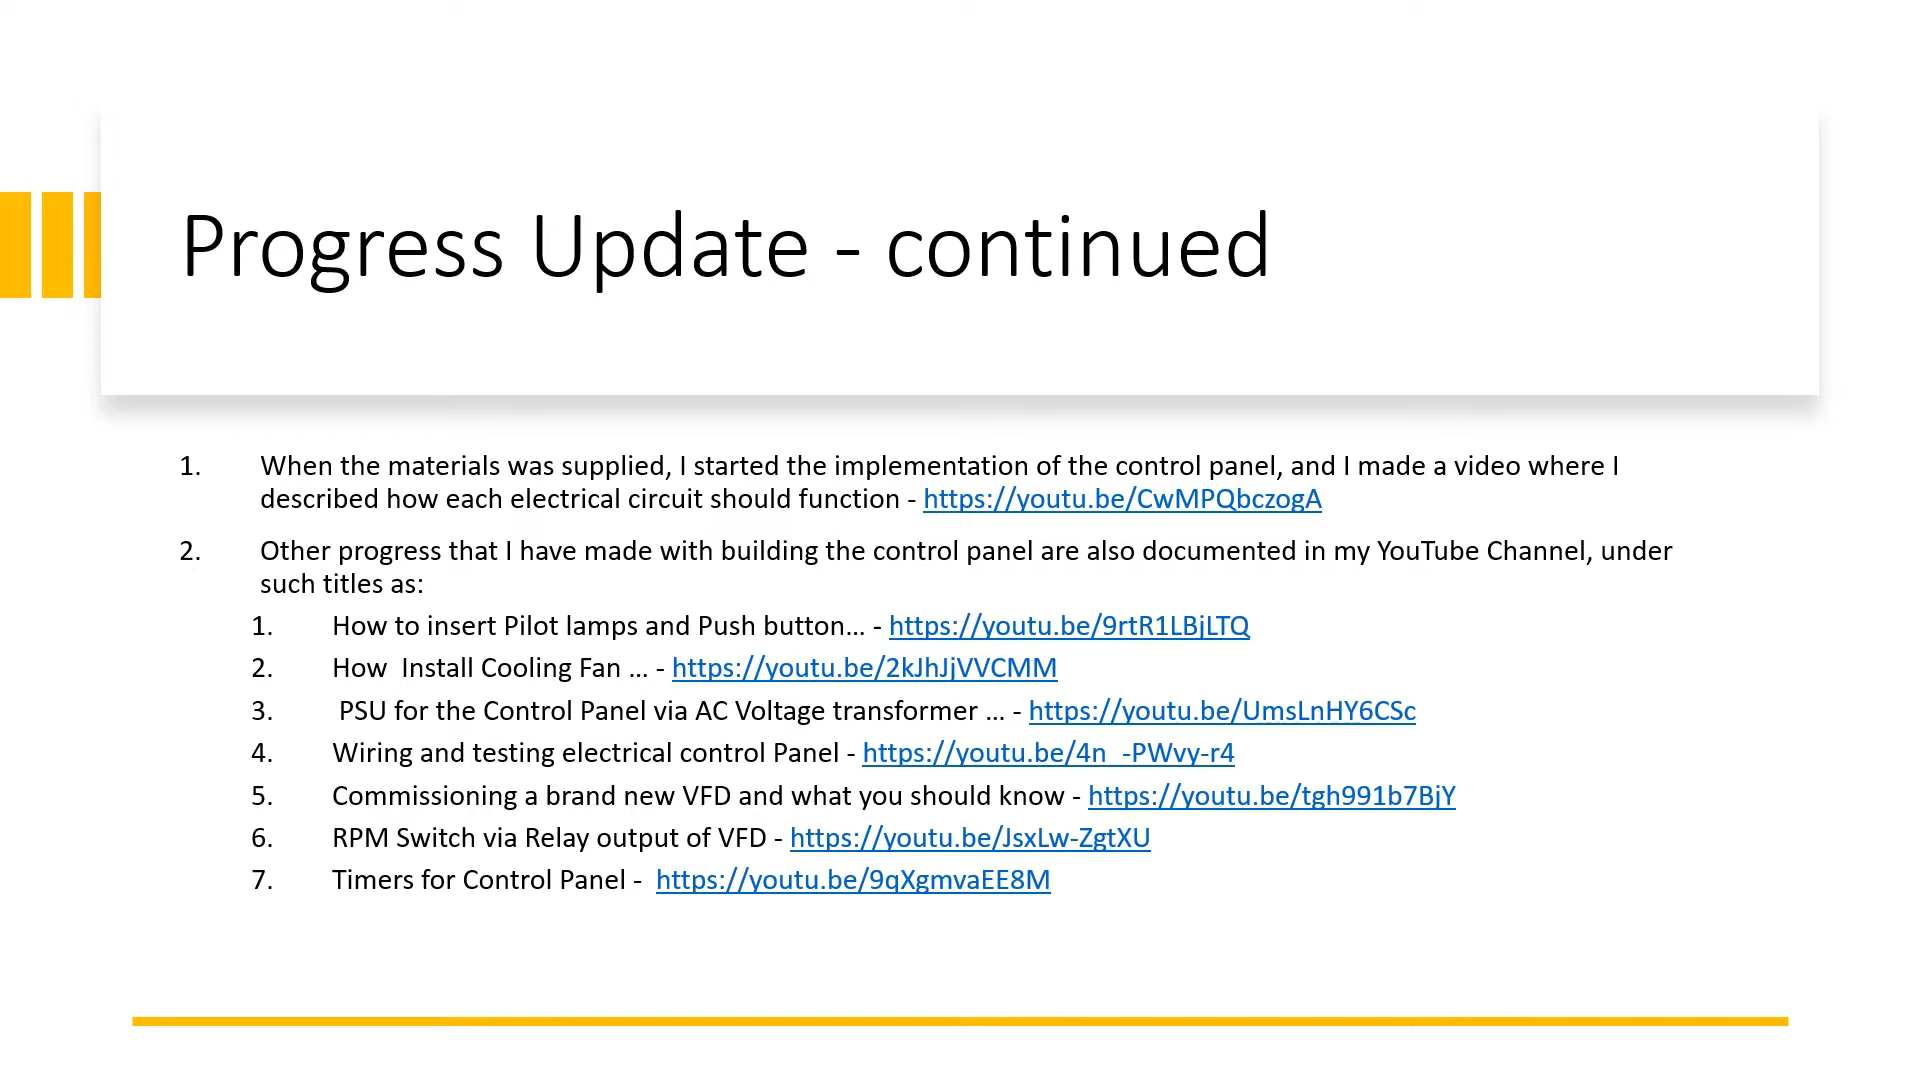 Progress Update - continued
1. When the materials was supplied, I started the implementation of the control panel, and I made a video where I
described how each electrical circuit should function - https://youtu.be/CwMPQbczogA
2. Other progress that I have made with building the control panel are also documented in my YouTube Channel, under
such titles as:
1. How to insert Pilot lamps and Push button... - https://youtu.be/9rtR1LBjLTQ
2. How  Install Cooling Fan ... - https://youtu.be/2kJhJjVVCMM
3. PSU for the Control Panel via AC Voltage transformer ... - https://youtu.be/UmsLnHY6CSc
4. Wiring and testing electrical control Panel - https://youtu.be/4n_-PWvy-r4
5. Commissioning a brand new VFD and what you should know - https://youtu.be/tgh991b7BjY
6. RPM Switch via Relay output of VFD - https://youtu.be/JsxLw-ZgtXU
7. Timers for Control Panel -  https://youtu.be/9qXgmvaEE8M